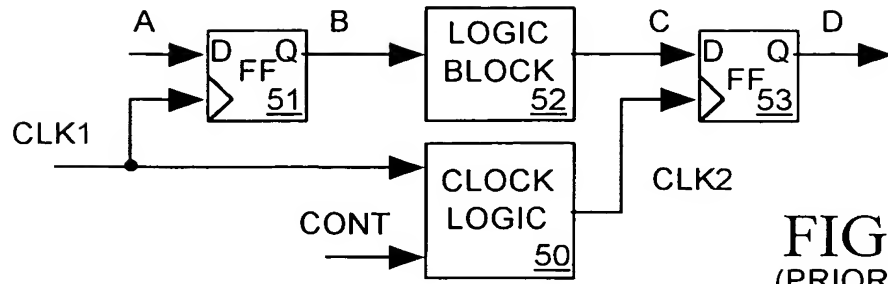 A
B
C
D
D Q
FF
51
LOGIC
BLOCK
52
D Q
FF
53
CLK1
CLOCK
LOGIC
50
CLK2
CONT
FIG
(PRIOR